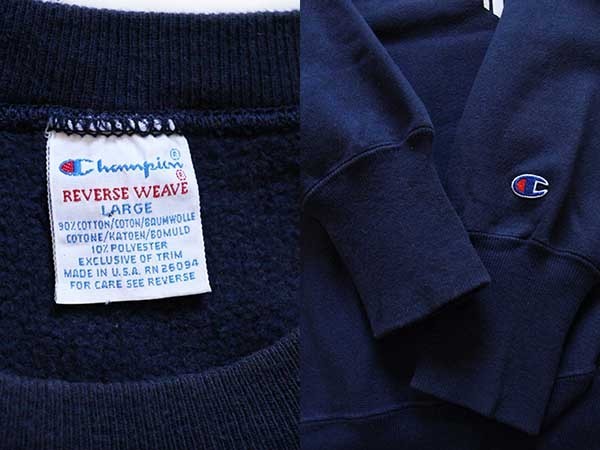 Champion®
REVERSE WEAVE®
LARGE
90% COTTON/COTON/BAUMWOLLE
COTONE/KATOEN/BOMULD
10% POLYESTER
EXCLUSIVE OF TRIM
MADE IN U.S.A. RN 26094
FOR CARE SEE REVERSE